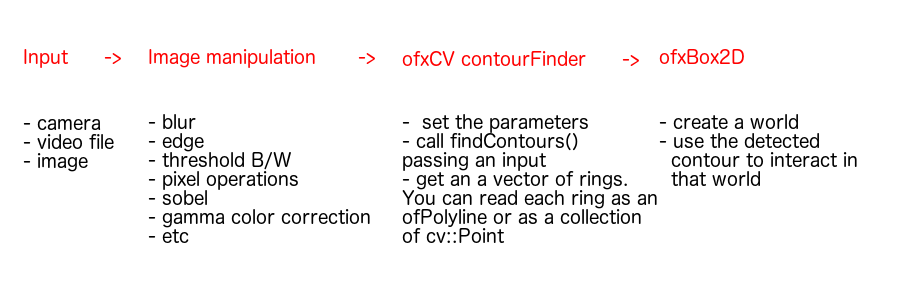 Input -> Image manipulation -> ofxCV contourFinder -> ofxBox2D
- camera
- video file
- image
- blur
- edge
- threshold B/W
- pixel operations
- sobel
- gamma color correction
- etc
- set the parameters
- call findContours()
passing an input
- get an a vector of rings.
You can read each ring as an
ofPolyline or as a collection
of cv::Point
- create a world
- use the detected
contour to interact in
that world